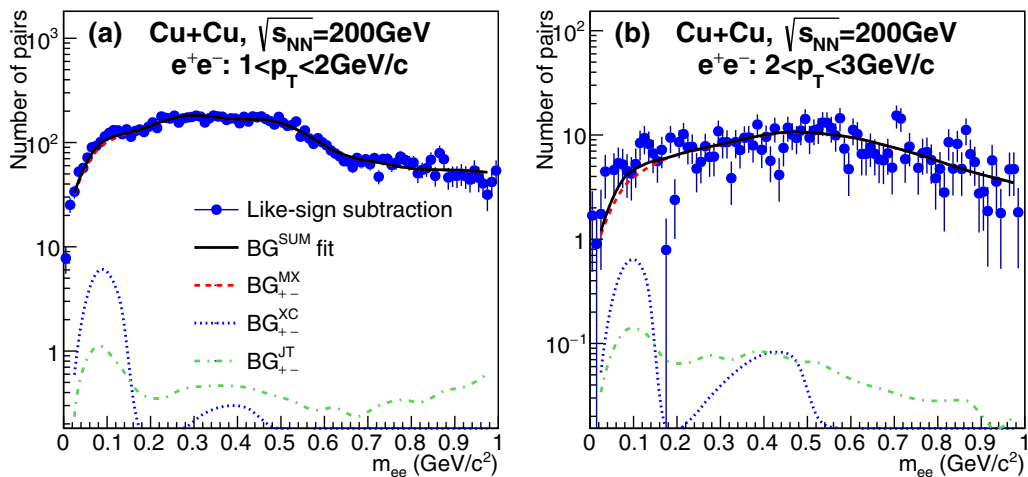 (a) Cu+Cu, √s_NN=200GeV
e⁺e⁻: 1<p_T<2GeV/c
Number of pairs
10³
10²
10
1
Like-sign subtraction
BG^SUM fit
BG^MX_+−
BG^XC_+−
BG^JT_+−
0 0.1 0.2 0.3 0.4 0.5 0.6 0.7 0.8 0.9 1
m_ee (GeV/c²)
(b) Cu+Cu, √s_NN=200GeV
e⁺e⁻: 2<p_T<3GeV/c
Number of pairs
10²
10
1
10⁻¹
0 0.1 0.2 0.3 0.4 0.5 0.6 0.7 0.8 0.9 1
m_ee (GeV/c²)